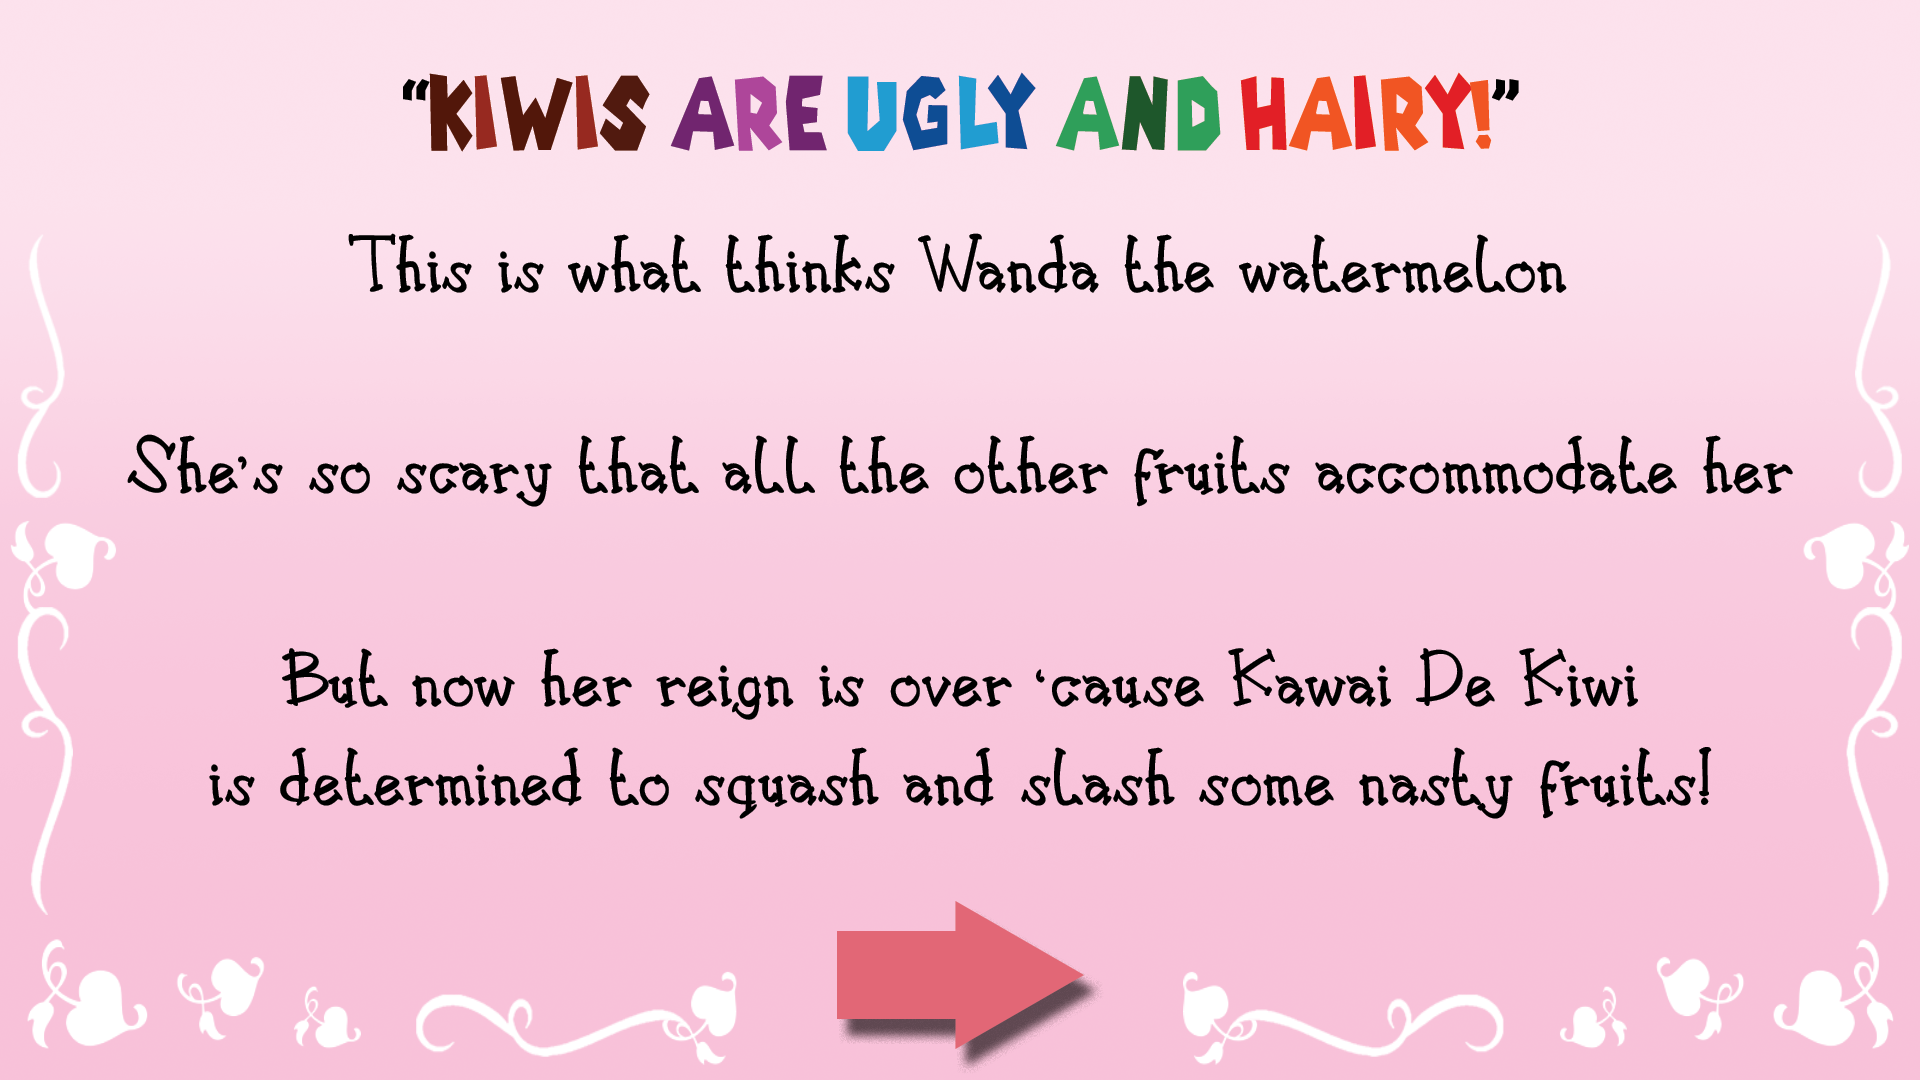 “KIWIS ARE UGLY AND HAIRY!”
This is what thinks Wanda the watermelon
She’s so scary that all the other fruits accommodate her
But now her reign is over ‘cause Kawai De Kiwi
is determined to squash and slash some nasty fruits!